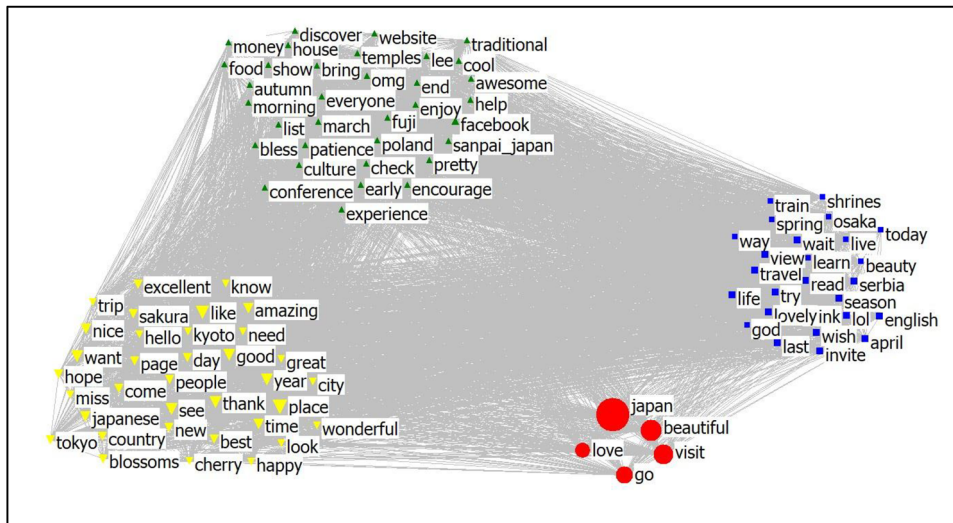 discover
website
money
house
traditional
temples
lee
cool
food
show
bring
omg
end
awesome
autumn
morning
everyone
enjoy
help
list
march
fuji
facebook
bless
patience
poland
sanpai_japan
culture
check
pretty
conference
early
encourage
experience
shrines
train
spring
osaka
today
way
wait
live
view
learn
beauty
travel
read
serbia
life
try
season
lovely
ink
lol
english
god
wish
april
last
invite
excellent
know
trip
sakura
like
amazing
nice
hello
kyoto
need
want
page
day
good
great
hope
come
people
year
city
miss
japanese
see
thank
place
new
time
wonderful
tokyo
country
best
look
blossoms
cherry
happy
japan
beautiful
love
visit
go